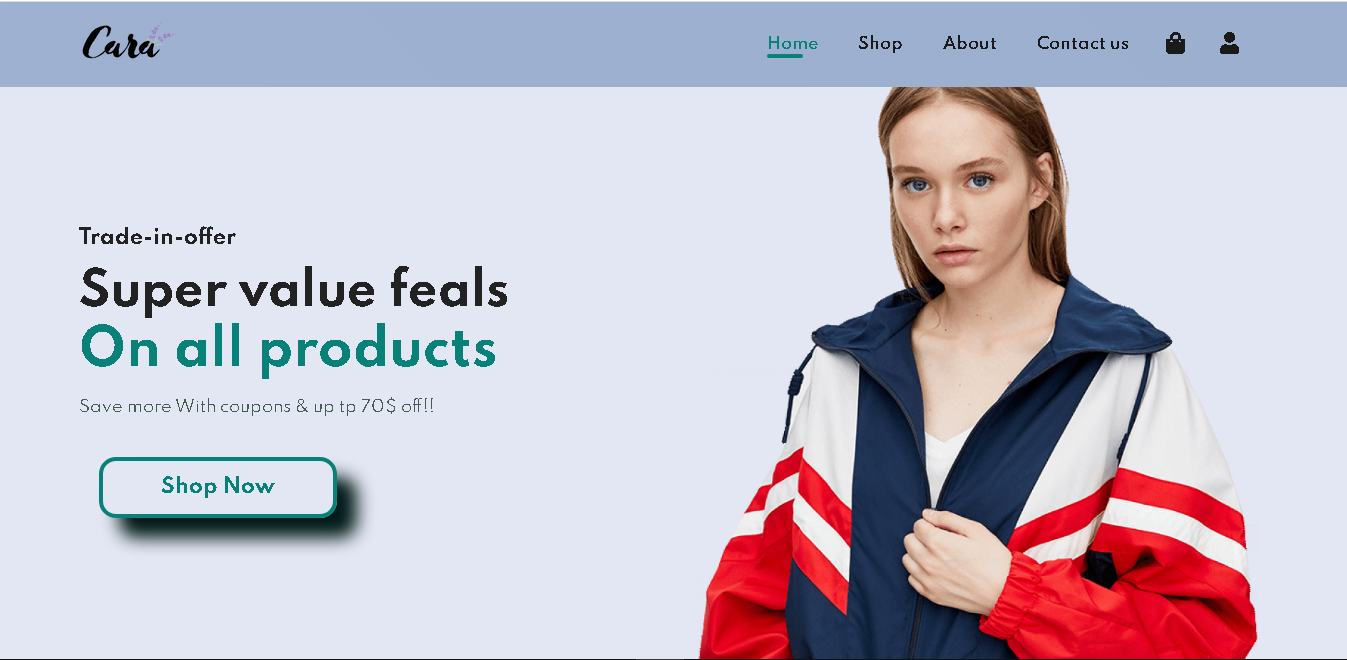 Cara
Home Shop About Contact us
Trade-in-offer
Super value feals
On all products
Save more With coupons & up tp 70$ off!!
Shop Now